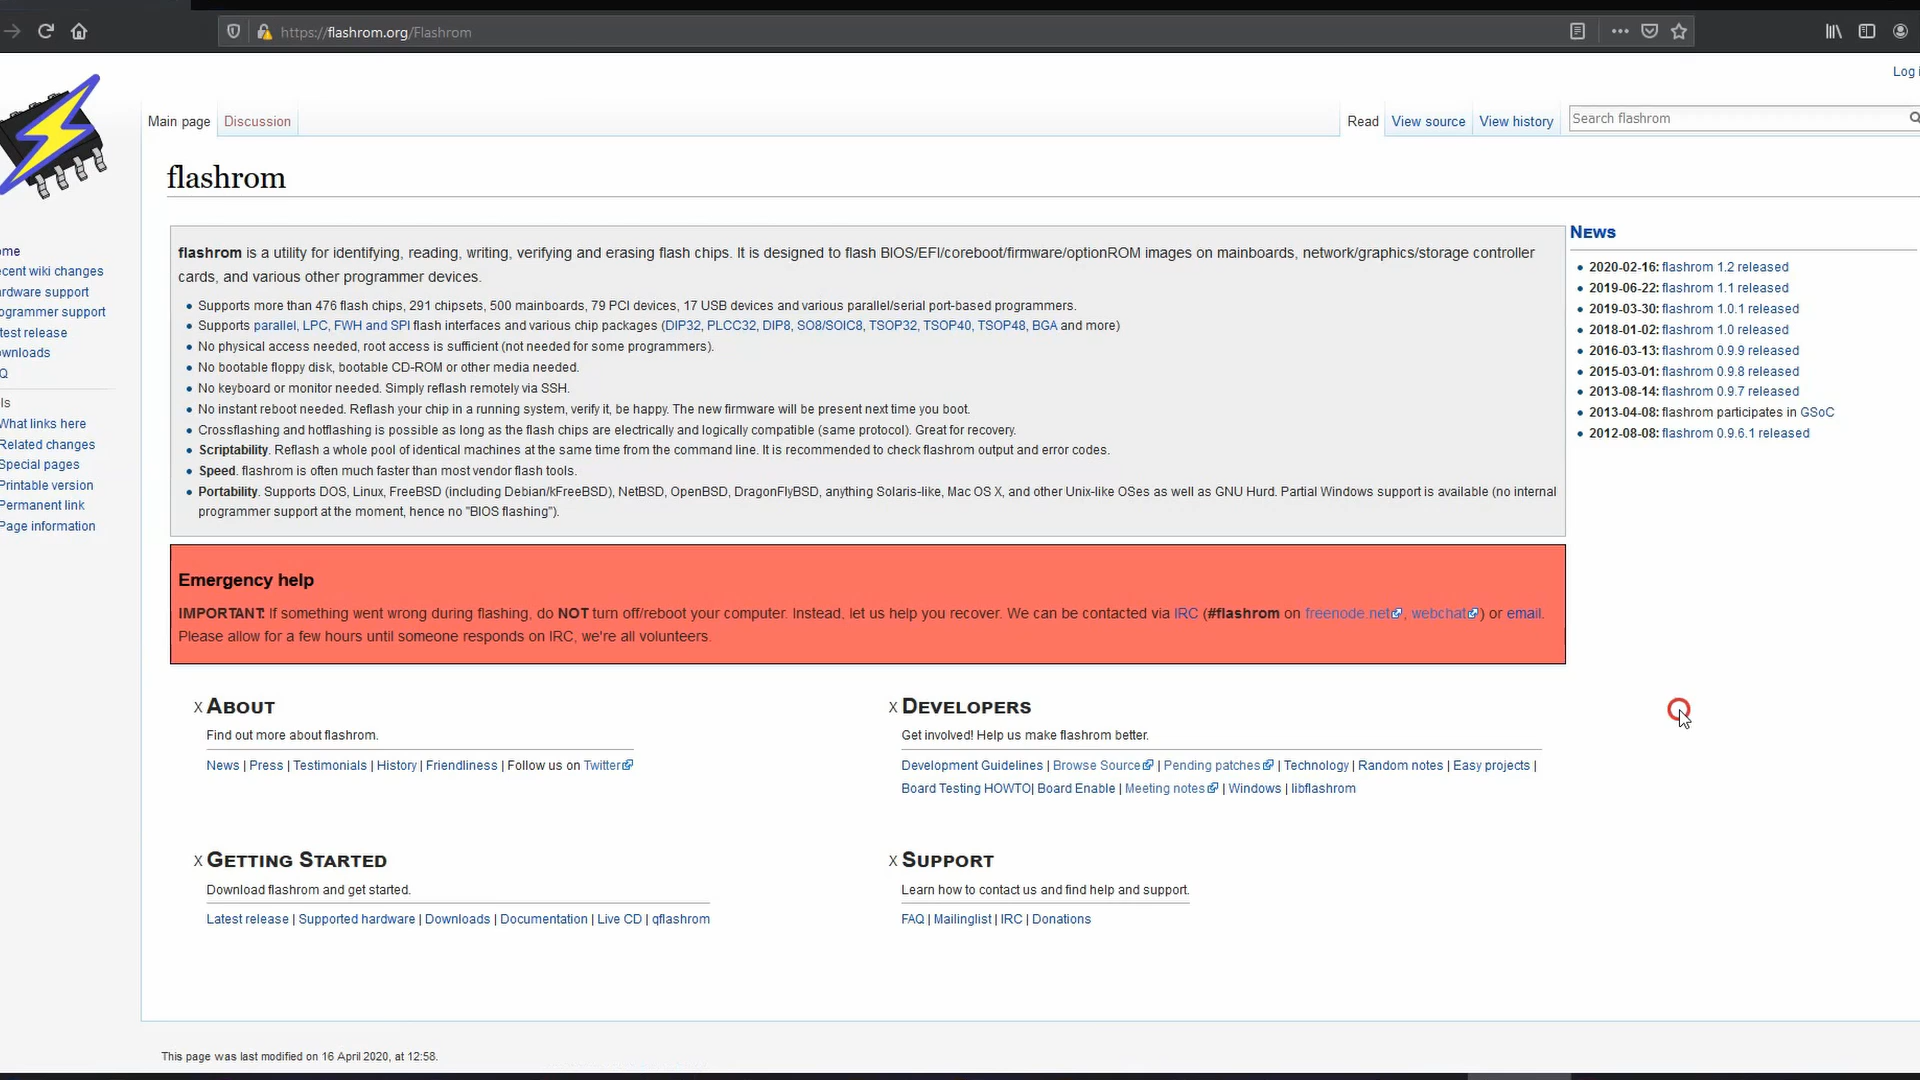 https://flashrom.org/Flashrom
Log i
Main page
Discussion
Read
View source
View history
Search flashrom
flashrom
ome
ecent wiki changes
ardware support
ogrammer support
test release
ownloads
Q
ls
What links here
Related changes
Special pages
Printable version
Permanent link
Page information
flashrom is a utility for identifying, reading, writing, verifying and erasing flash chips. It is designed to flash BIOS/EFI/coreboot/firmware/optionROM images on mainboards, network/graphics/storage controller
cards, and various other programmer devices.
Supports more than 476 flash chips, 291 chipsets, 500 mainboards, 79 PCI devices, 17 USB devices and various parallel/serial port-based programmers.
Supports parallel, LPC, FWH and SPI flash interfaces and various chip packages (DIP32, PLCC32, DIP8, SO8/SOIC8, TSOP32, TSOP40, TSOP48, BGA and more)
No physical access needed, root access is sufficient (not needed for some programmers).
No bootable floppy disk, bootable CD-ROM or other media needed.
No keyboard or monitor needed. Simply reflash remotely via SSH.
No instant reboot needed. Reflash your chip in a running system, verify it, be happy. The new firmware will be present next time you boot.
Crossflashing and hotflashing is possible as long as the flash chips are electrically and logically compatible (same protocol). Great for recovery.
Scriptability. Reflash a whole pool of identical machines at the same time from the command line. It is recommended to check flashrom output and error codes.
Speed. flashrom is often much faster than most vendor flash tools.
Portability. Supports DOS, Linux, FreeBSD (including Debian/kFreeBSD), NetBSD, OpenBSD, DragonFlyBSD, anything Solaris-like, Mac OS X, and other Unix-like OSes as well as GNU Hurd. Partial Windows support is available (no internal
programmer support at the moment, hence no "BIOS flashing").
News
2020-02-16: flashrom 1.2 released
2019-06-22: flashrom 1.1 released
2019-03-30: flashrom 1.0.1 released
2018-01-02: flashrom 1.0 released
2016-03-13: flashrom 0.9.9 released
2015-03-01: flashrom 0.9.8 released
2013-08-14: flashrom 0.9.7 released
2013-04-08: flashrom participates in GSoC
2012-08-08: flashrom 0.9.6.1 released
Emergency help
IMPORTANT: If something went wrong during flashing, do NOT turn off/reboot your computer. Instead, let us help you recover. We can be contacted via IRC (#flashrom on freenode.net, webchat) or email.
Please allow for a few hours until someone responds on IRC, we're all volunteers.
X About
Find out more about flashrom.
News | Press | Testimonials | History | Friendliness | Follow us on Twitter
X Developers
Get involved! Help us make flashrom better.
Development Guidelines | Browse Source | Pending patches | Technology | Random notes | Easy projects |
Board Testing HOWTO| Board Enable | Meeting notes | Windows | libflashrom
X Getting Started
Download flashrom and get started.
Latest release | Supported hardware | Downloads | Documentation | Live CD | qflashrom
X Support
Learn how to contact us and find help and support.
FAQ | Mailinglist | IRC | Donations
This page was last modified on 16 April 2020, at 12:58.